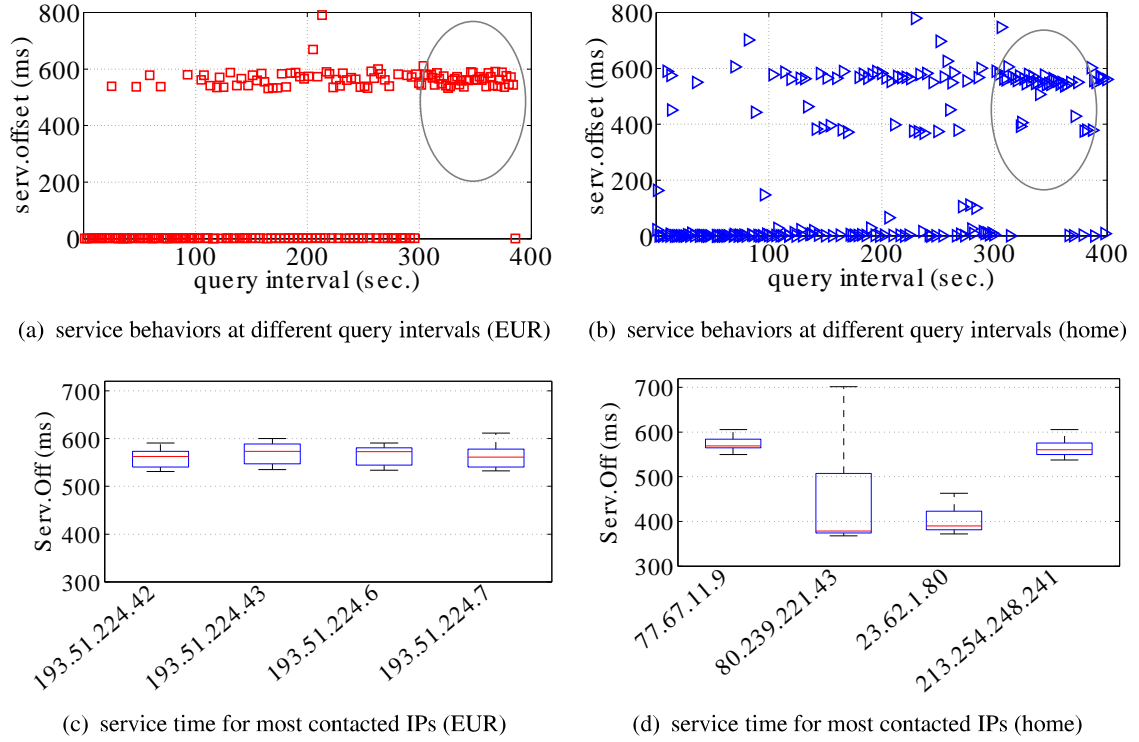 800
600
400
200
0
serv.offset (ms)
100 200 300 400
query interval (sec.)
(a) service behaviors at different query intervals (EUR)
800
600
400
200
0
serv.offset (ms)
100 200 300 400
query interval (sec.)
(b) service behaviors at different query intervals (home)
700
600
500
400
300
Serv.Off (ms)
193.51.224.42
193.51.224.43
193.51.224.6
193.51.224.7
(c) service time for most contacted IPs (EUR)
700
600
500
400
300
Serv.Off (ms)
77.67.11.9
80.239.221.43
23.62.1.80
213.254.248.241
(d) service time for most contacted IPs (home)